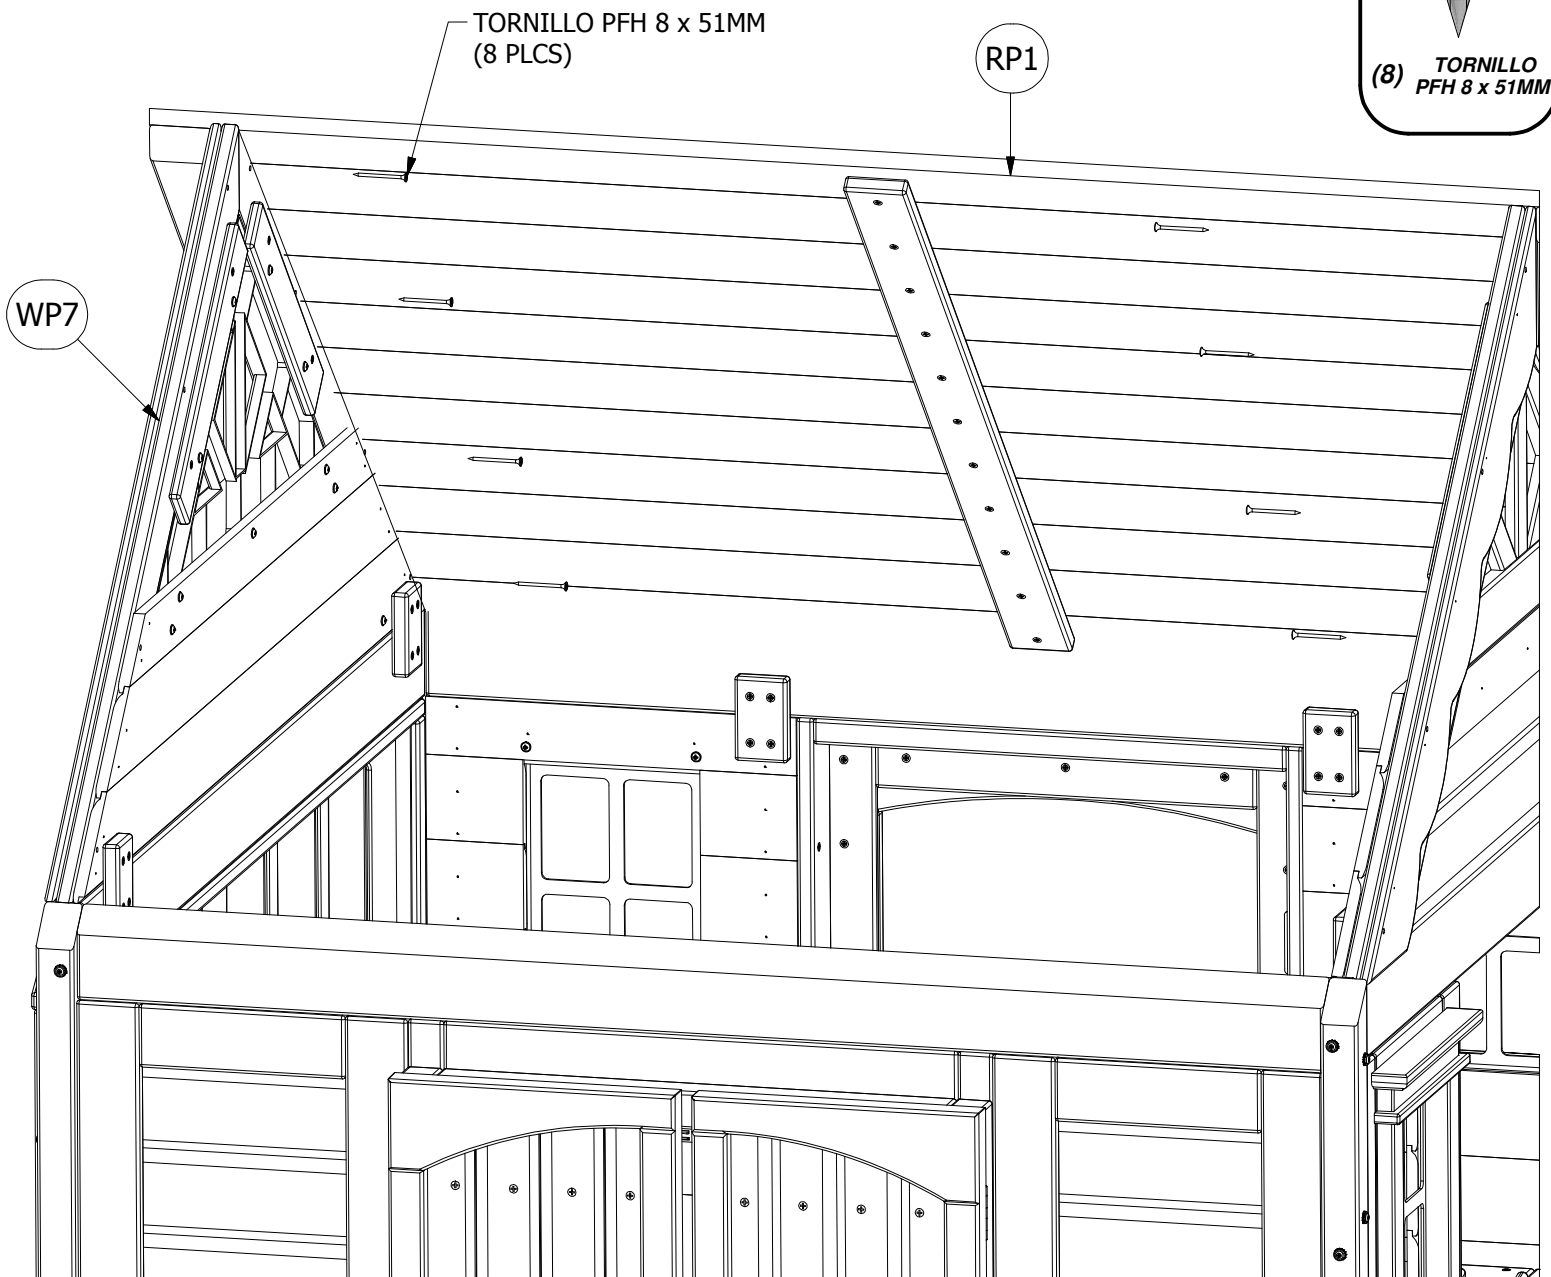 TORNILLO PFH 8 x 51MM
(8 PLCS)
RP1
(8) TORNILLO
PFH 8 x 51MM
WP7